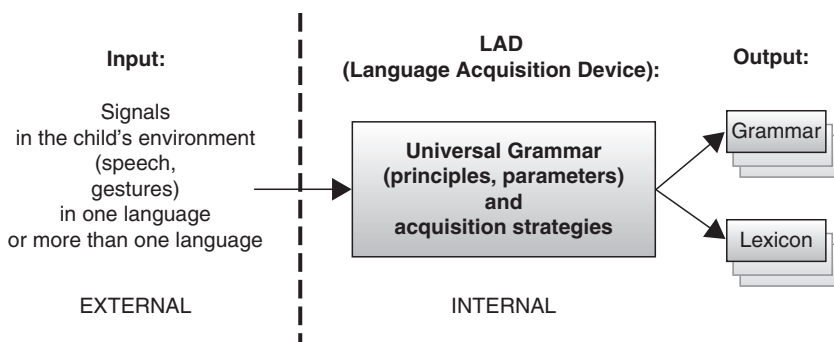 Input:
Signals
in the child's environment
(speech,
gestures)
in one language
or more than one language
EXTERNAL
LAD
(Language Acquisition Device):
Universal Grammar
(principles, parameters)
and
acquisition strategies
INTERNAL
Output:
Grammar
Lexicon